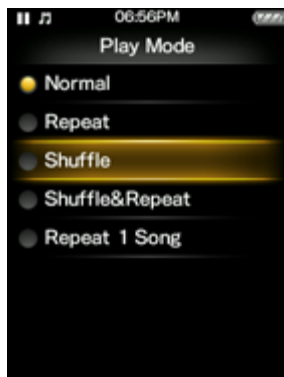 06:56PM
Play Mode
Normal
Repeat
Shuffle
Shuffle&Repeat
Repeat 1 Song